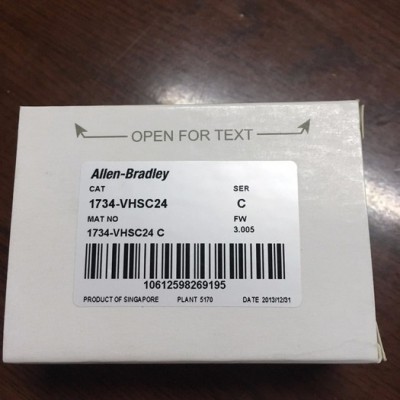 OPEN FOR TEXT
Allen-Bradley
CAT SER
1734-VHSC24 C
MAT NO FW
1734-VHSC24 C 3.005
10612598269195
PRODUCT OF SINGAPORE PLANT 5170 DATE 2013/12/31